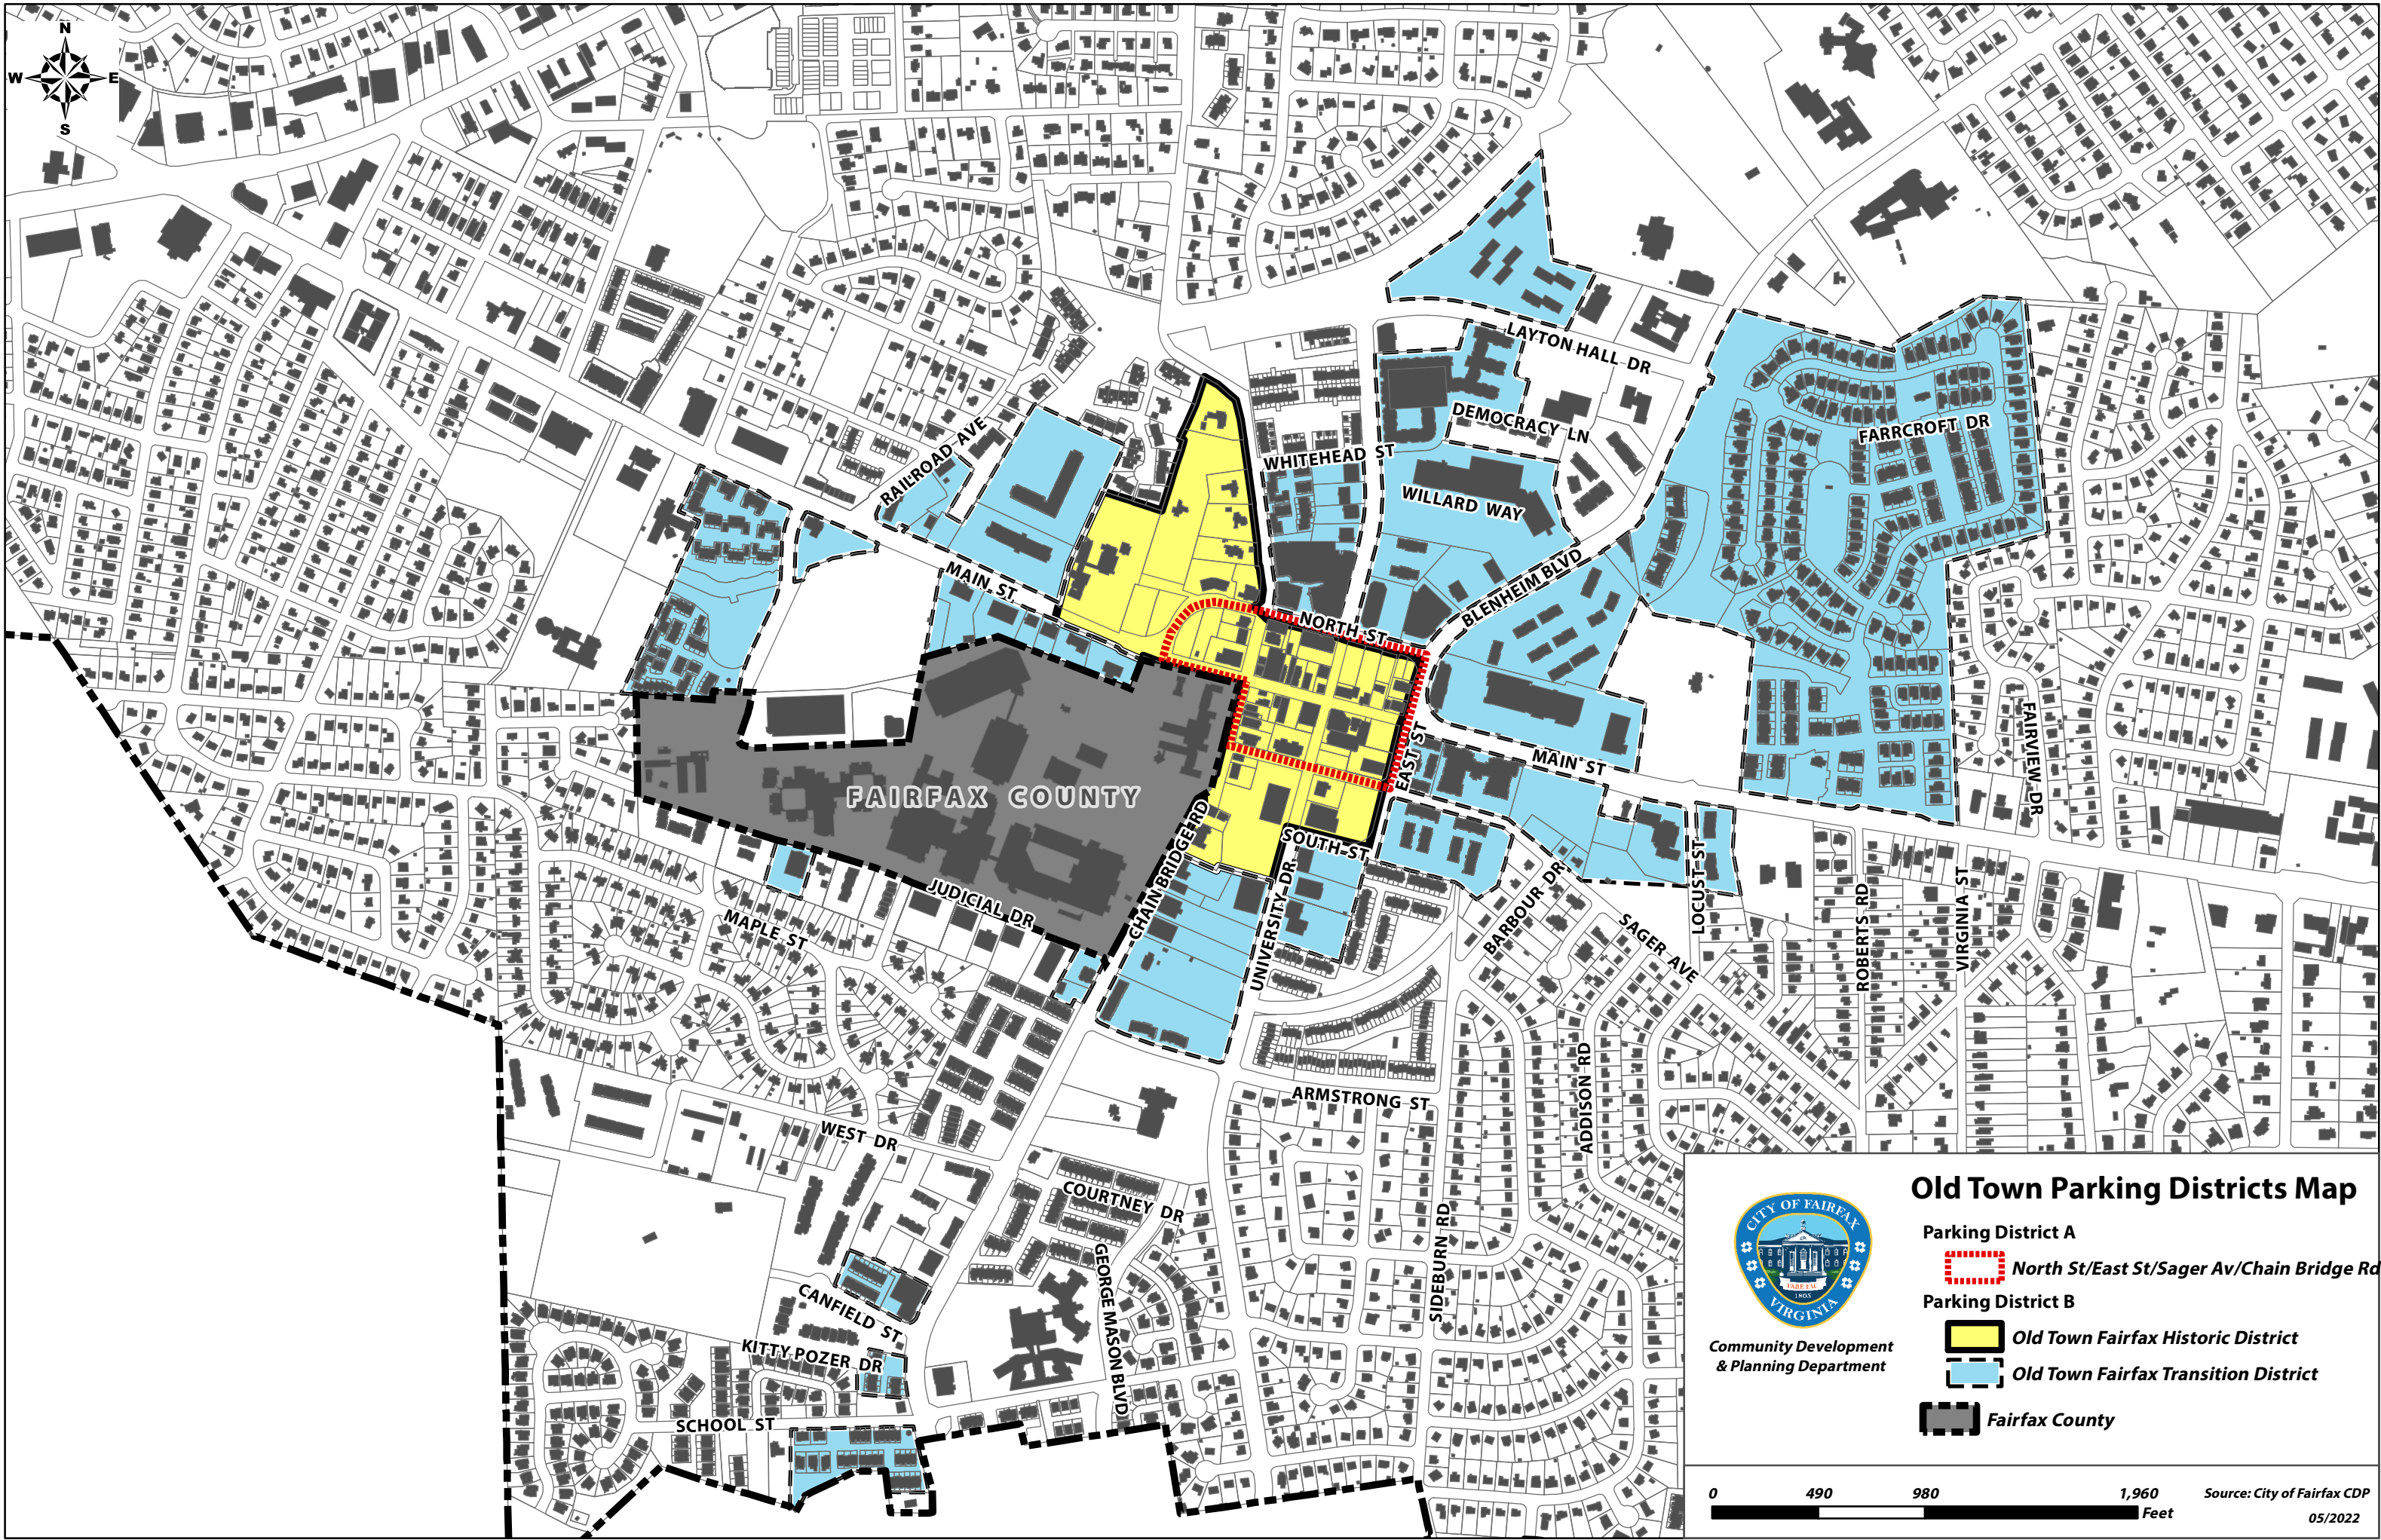 N
W E
S
LAYTON HALL DR
DEMOCRACY LN
FARRCROFT DR
RAILROAD AVE
WHITEHEAD ST
WILLARD WAY
MAIN ST
BLENHEIM BLVD
NORTH ST
EAST ST
MAIN ST
FAIRVIEW DR
FAIRFAX COUNTY
CHAIN BRIDGE RD
SOUTH ST
UNIVERSITY DR
JUDICIAL DR
MAPLE ST
BARBOUR DR
SAGER AVE
LOCUST ST
ROBERTS RD
VIRGINIA ST
ARMSTRONG ST
ADDISON RD
WEST DR
COURTNEY DR
SIDEBURN RD
GEORGE MASON BLVD
CANFIELD ST
KITTY POZER DR
SCHOOL ST
Old Town Parking Districts Map
CITY OF FAIRFAX
FARE FAC
1805
VIRGINIA
Community Development
& Planning Department
Parking District A
North St/East St/Sager Av/Chain Bridge Rd
Parking District B
Old Town Fairfax Historic District
Old Town Fairfax Transition District
Fairfax County
0 490 980 1,960
Feet
Source: City of Fairfax CDP
05/2022